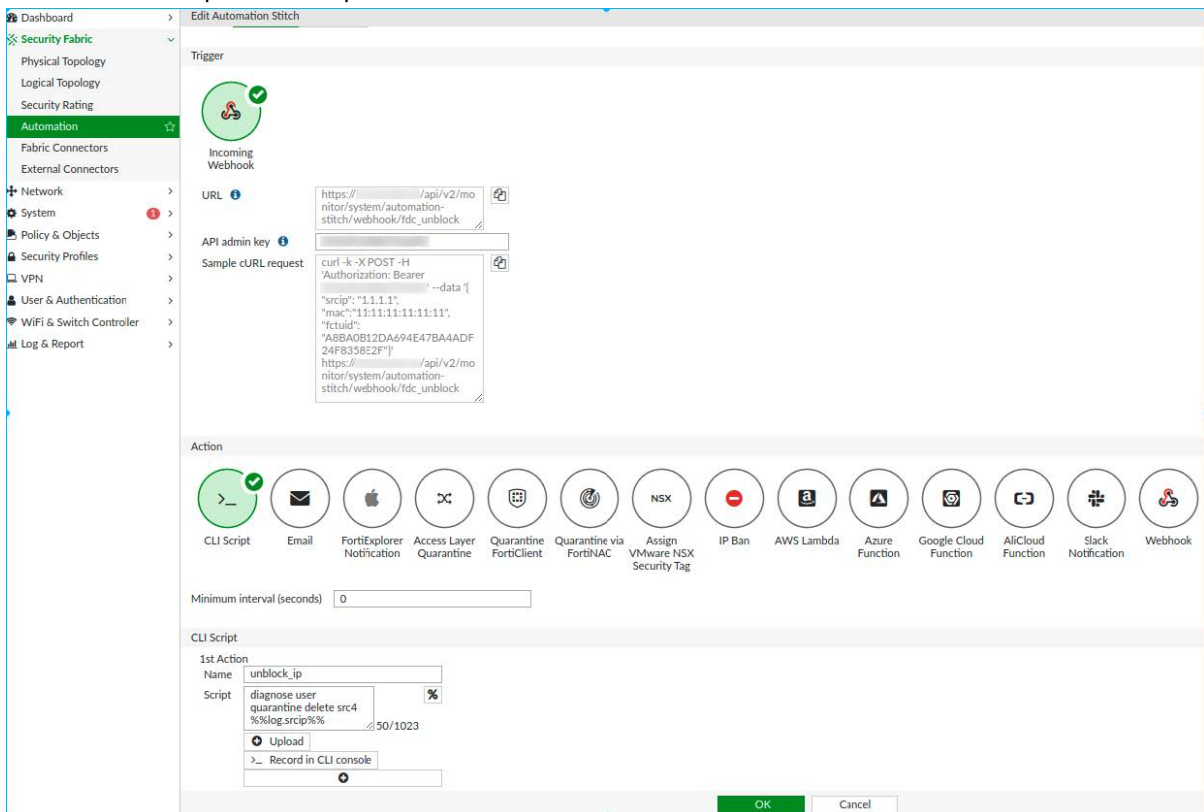 Dashboard
Security Fabric
Physical Topology
Logical Topology
Security Rating
Automation
Fabric Connectors
External Connectors
Network
System 1
Policy & Objects
Security Profiles
VPN
User & Authentication
WiFi & Switch Controller
Log & Report
Edit Automation Stitch
Trigger
Incoming
Webhook
URL
https:// /api/v2/mo
nitor/system/automation-
stitch/webhook/fdc_unblock
API admin key
Sample cURL request
curl -k -X POST -H
'Authorization: Bearer
' --data '{
"srcip": "1.1.1.1",
"mac":"11:11:11:11:11:11",
"fctuid":
"A8BA0B12DA694E47BA4ADF
24F8358E2F"}'
https:// /api/v2/mo
nitor/system/automation-
stitch/webhook/fdc_unblock
Action
CLI Script
Email
FortiExplorer
Notification
Access Layer
Quarantine
Quarantine
FortiClient
Quarantine via
FortiNAC
NSX
Assign
VMware NSX
Security Tag
IP Ban
AWS Lambda
Azure
Function
Google Cloud
Function
AliCloud
Function
Slack
Notification
Webhook
Minimum interval (seconds) 0
CLI Script
1st Action
Name unblock_ip
Script
diagnose user
quarantine delete src4
%%log.srcip%%
50/1023
Upload
>_ Record in CLI console
OK Cancel